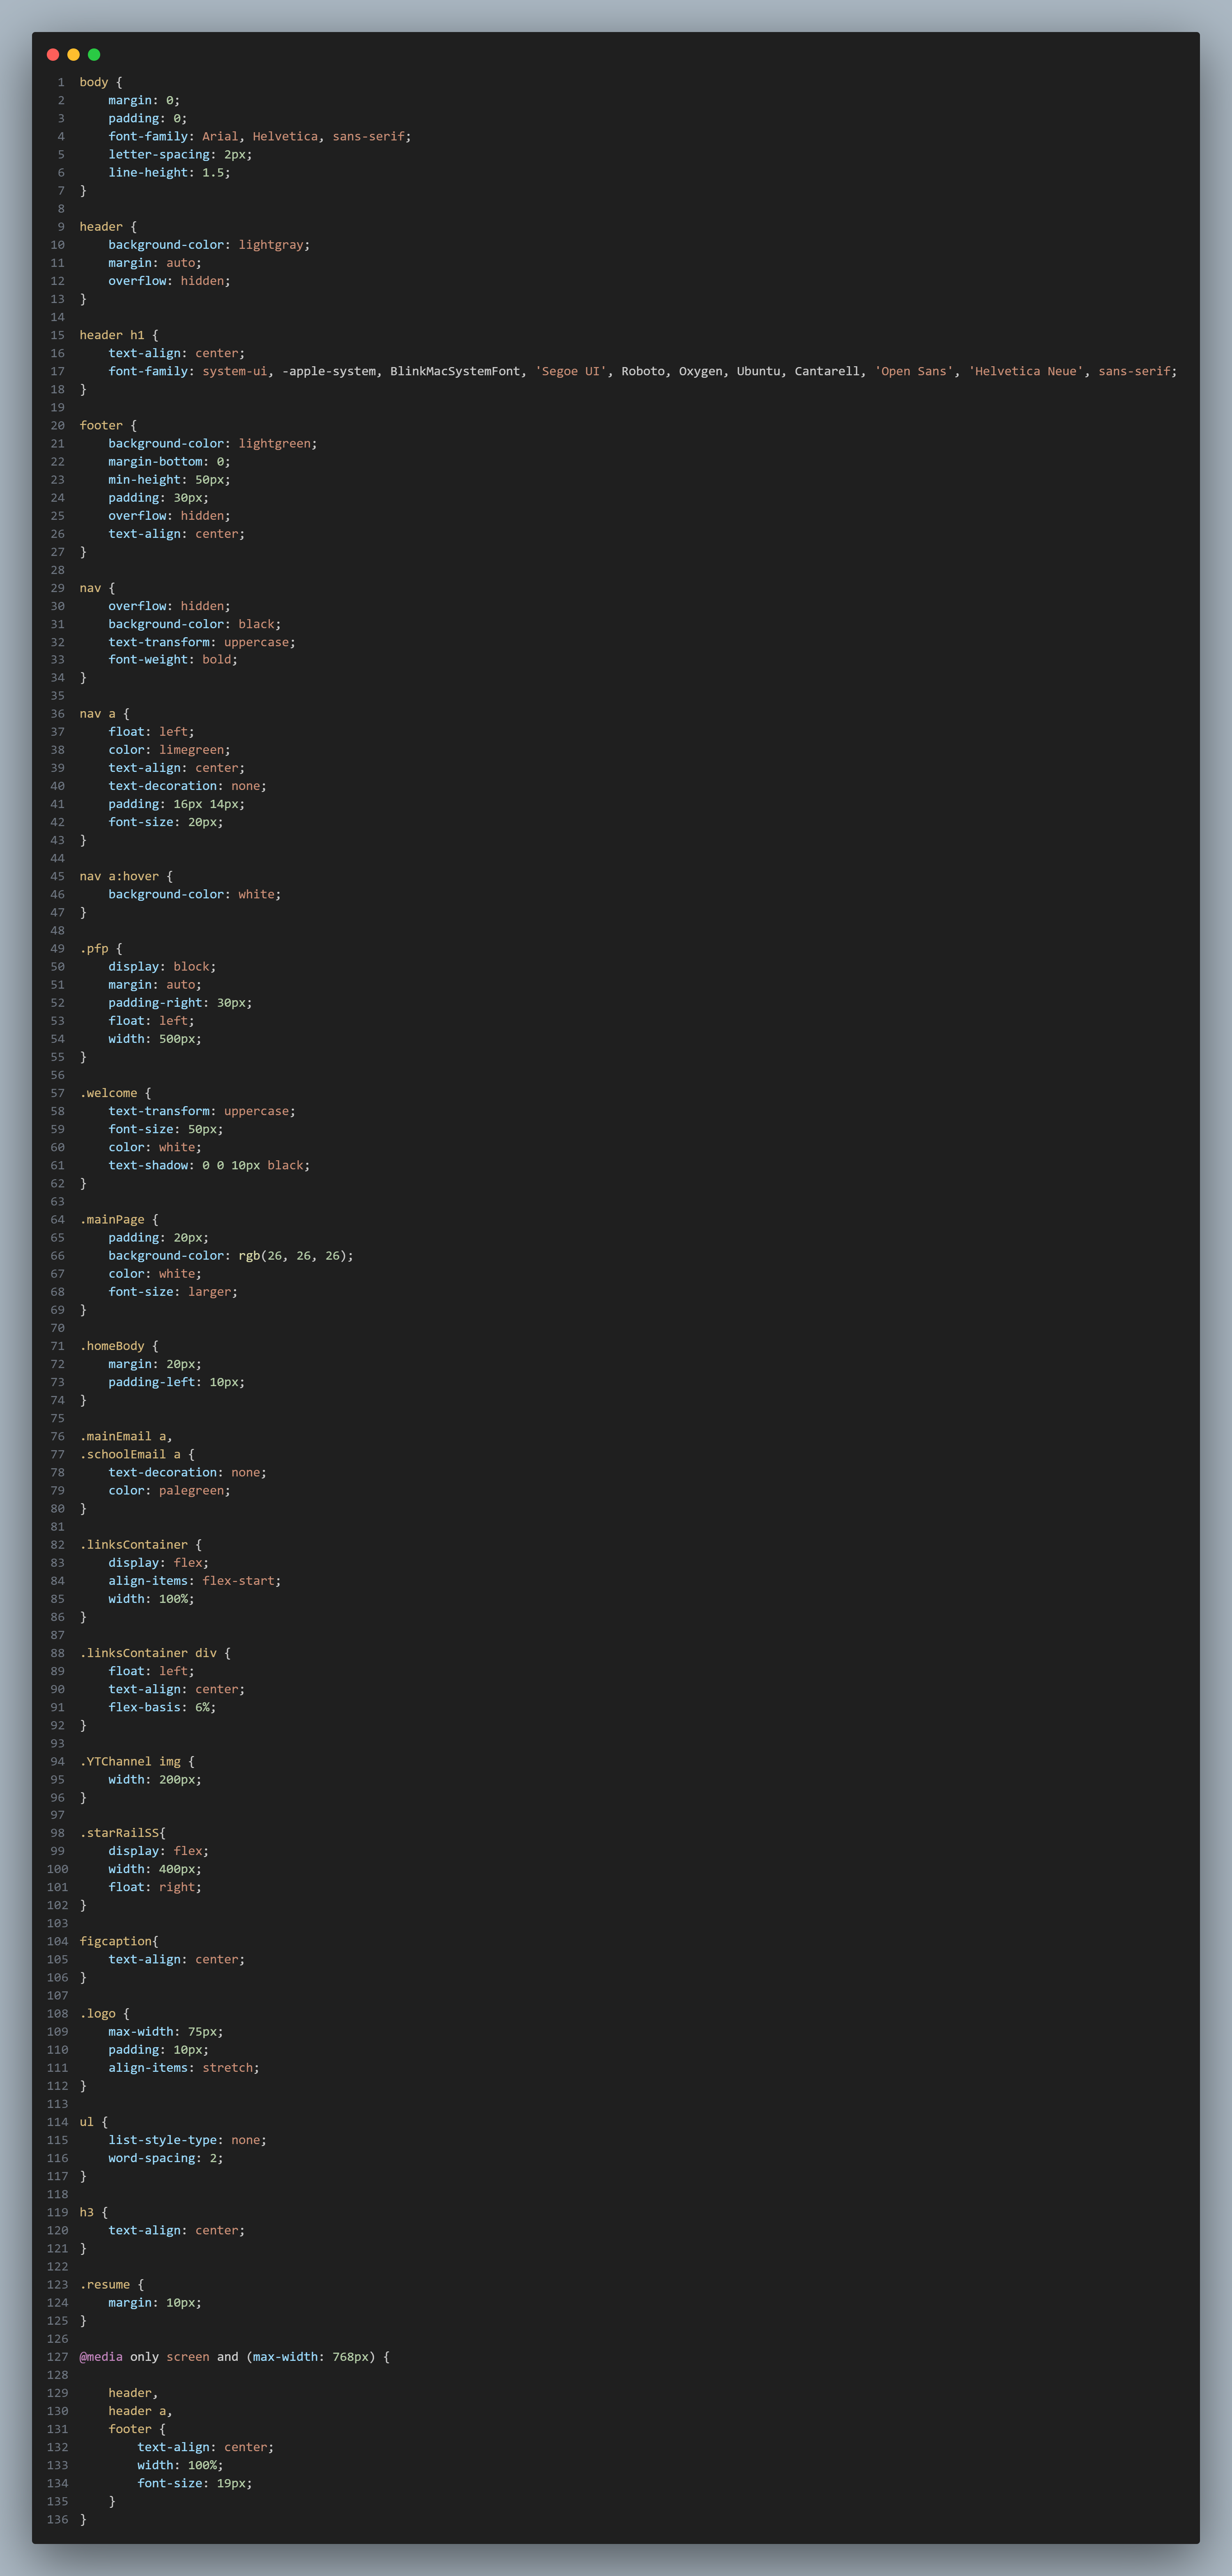 1 body {
2     margin: 0;
3     padding: 0;
4     font-family: Arial, Helvetica, sans-serif;
5     letter-spacing: 2px;
6     line-height: 1.5;
7 }
8
9 header {
10     background-color: lightgray;
11     margin: auto;
12     overflow: hidden;
13 }
14
15 header h1 {
16     text-align: center;
17     font-family: system-ui, -apple-system, BlinkMacSystemFont, 'Segoe UI', Roboto, Oxygen, Ubuntu, Cantarell, 'Open Sans', 'Helvetica Neue', sans-serif;
18 }
19
20 footer {
21     background-color: lightgreen;
22     margin-bottom: 0;
23     min-height: 50px;
24     padding: 30px;
25     overflow: hidden;
26     text-align: center;
27 }
28
29 nav {
30     overflow: hidden;
31     background-color: black;
32     text-transform: uppercase;
33     font-weight: bold;
34 }
35
36 nav a {
37     float: left;
38     color: limegreen;
39     text-align: center;
40     text-decoration: none;
41     padding: 16px 14px;
42     font-size: 20px;
43 }
44
45 nav a:hover {
46     background-color: white;
47 }
48
49 .pfp {
50     display: block;
51     margin: auto;
52     padding-right: 30px;
53     float: left;
54     width: 500px;
55 }
56
57 .welcome {
58     text-transform: uppercase;
59     font-size: 50px;
60     color: white;
61     text-shadow: 0 0 10px black;
62 }
63
64 .mainPage {
65     padding: 20px;
66     background-color: rgb(26, 26, 26);
67     color: white;
68     font-size: larger;
69 }
70
71 .homeBody {
72     margin: 20px;
73     padding-left: 10px;
74 }
75
76 .mainEmail a,
77 .schoolEmail a {
78     text-decoration: none;
79     color: palegreen;
80 }
81
82 .linksContainer {
83     display: flex;
84     align-items: flex-start;
85     width: 100%;
86 }
87
88 .linksContainer div {
89     float: left;
90     text-align: center;
91     flex-basis: 6%;
92 }
93
94 .YTChannel img {
95     width: 200px;
96 }
97
98 .starRailSS{
99     display: flex;
100     width: 400px;
101     float: right;
102 }
103
104 figcaption{
105     text-align: center;
106 }
107
108 .logo {
109     max-width: 75px;
110     padding: 10px;
111     align-items: stretch;
112 }
113
114 ul {
115     list-style-type: none;
116     word-spacing: 2;
117 }
118
119 h3 {
120     text-align: center;
121 }
122
123 .resume {
124     margin: 10px;
125 }
126
127 @media only screen and (max-width: 768px) {
128
129     header,
130     header a,
131     footer {
132         text-align: center;
133         width: 100%;
134         font-size: 19px;
135     }
136 }